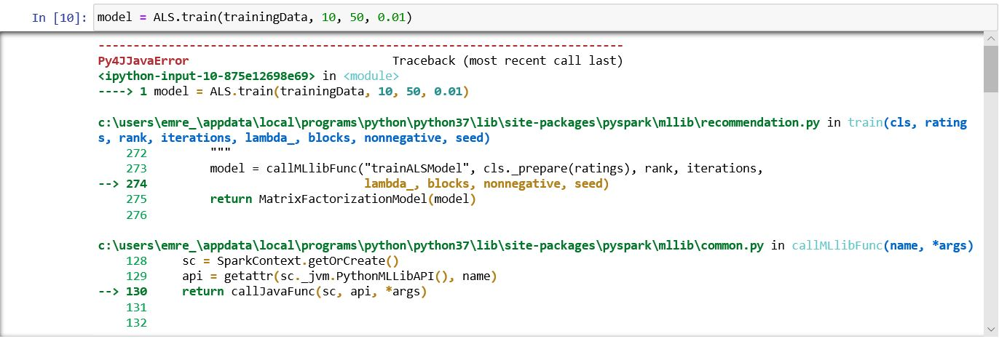 In [10]: model = ALS.train(trainingData, 10, 50, 0.01)
---------------------------------------------------------------------------
Py4JJavaError                             Traceback (most recent call last)
<ipython-input-10-875e12698e69> in <module>
----> 1 model = ALS.train(trainingData, 10, 50, 0.01)
c:\users\emre_\appdata\local\programs\python\python37\lib\site-packages\pyspark\mllib\recommendation.py in train(cls, rating
s, rank, iterations, lambda_, blocks, nonnegative, seed)
    272         """
    273         model = callMLlibFunc("trainALSModel", cls._prepare(ratings), rank, iterations,
--> 274                               lambda_, blocks, nonnegative, seed)
    275         return MatrixFactorizationModel(model)
    276
c:\users\emre_\appdata\local\programs\python\python37\lib\site-packages\pyspark\mllib\common.py in callMLlibFunc(name, *args)
    128     sc = SparkContext.getOrCreate()
    129     api = getattr(sc._jvm.PythonMLLibAPI(), name)
--> 130     return callJavaFunc(sc, api, *args)
    131
    132